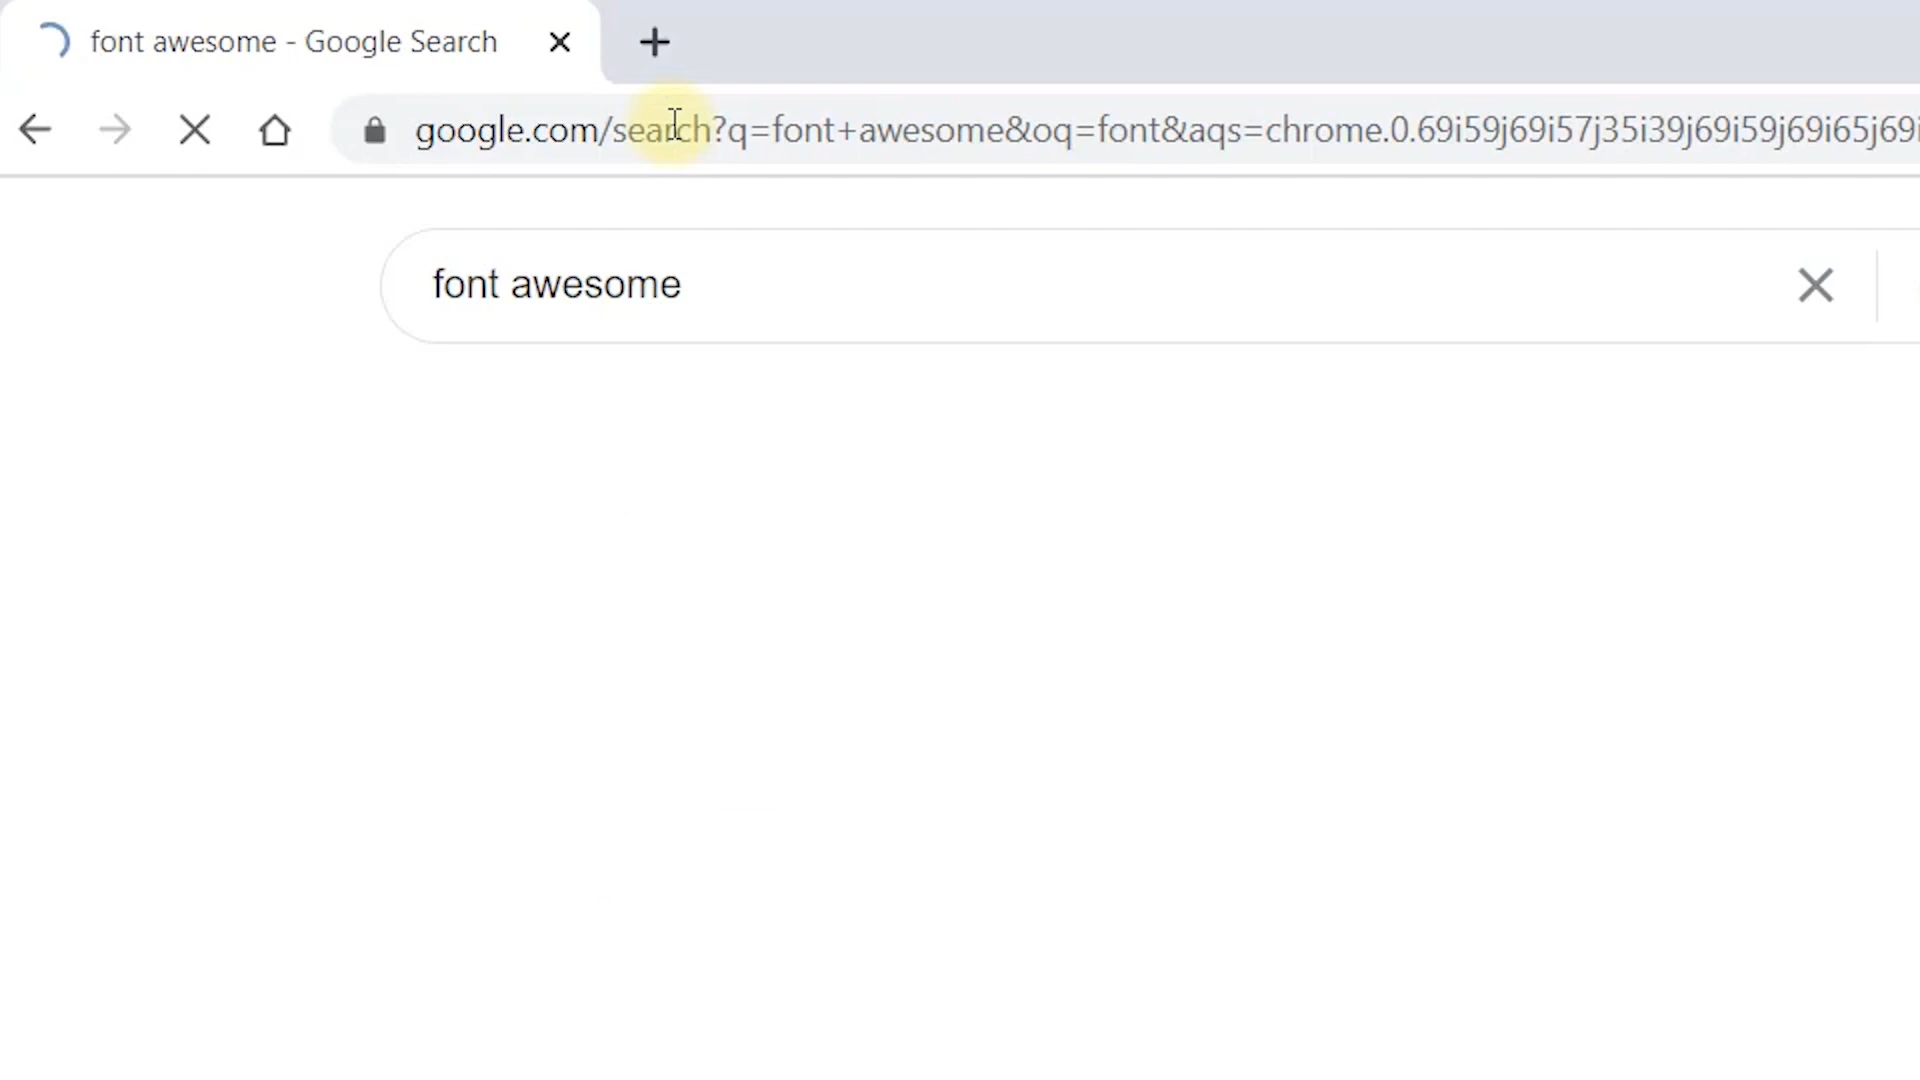 font awesome - Google Search
google.com/search?q=font+awesome&oq=font&aqs=chrome.0.69i59j69i57j35i39j69i59j69i65j69i
font awesome